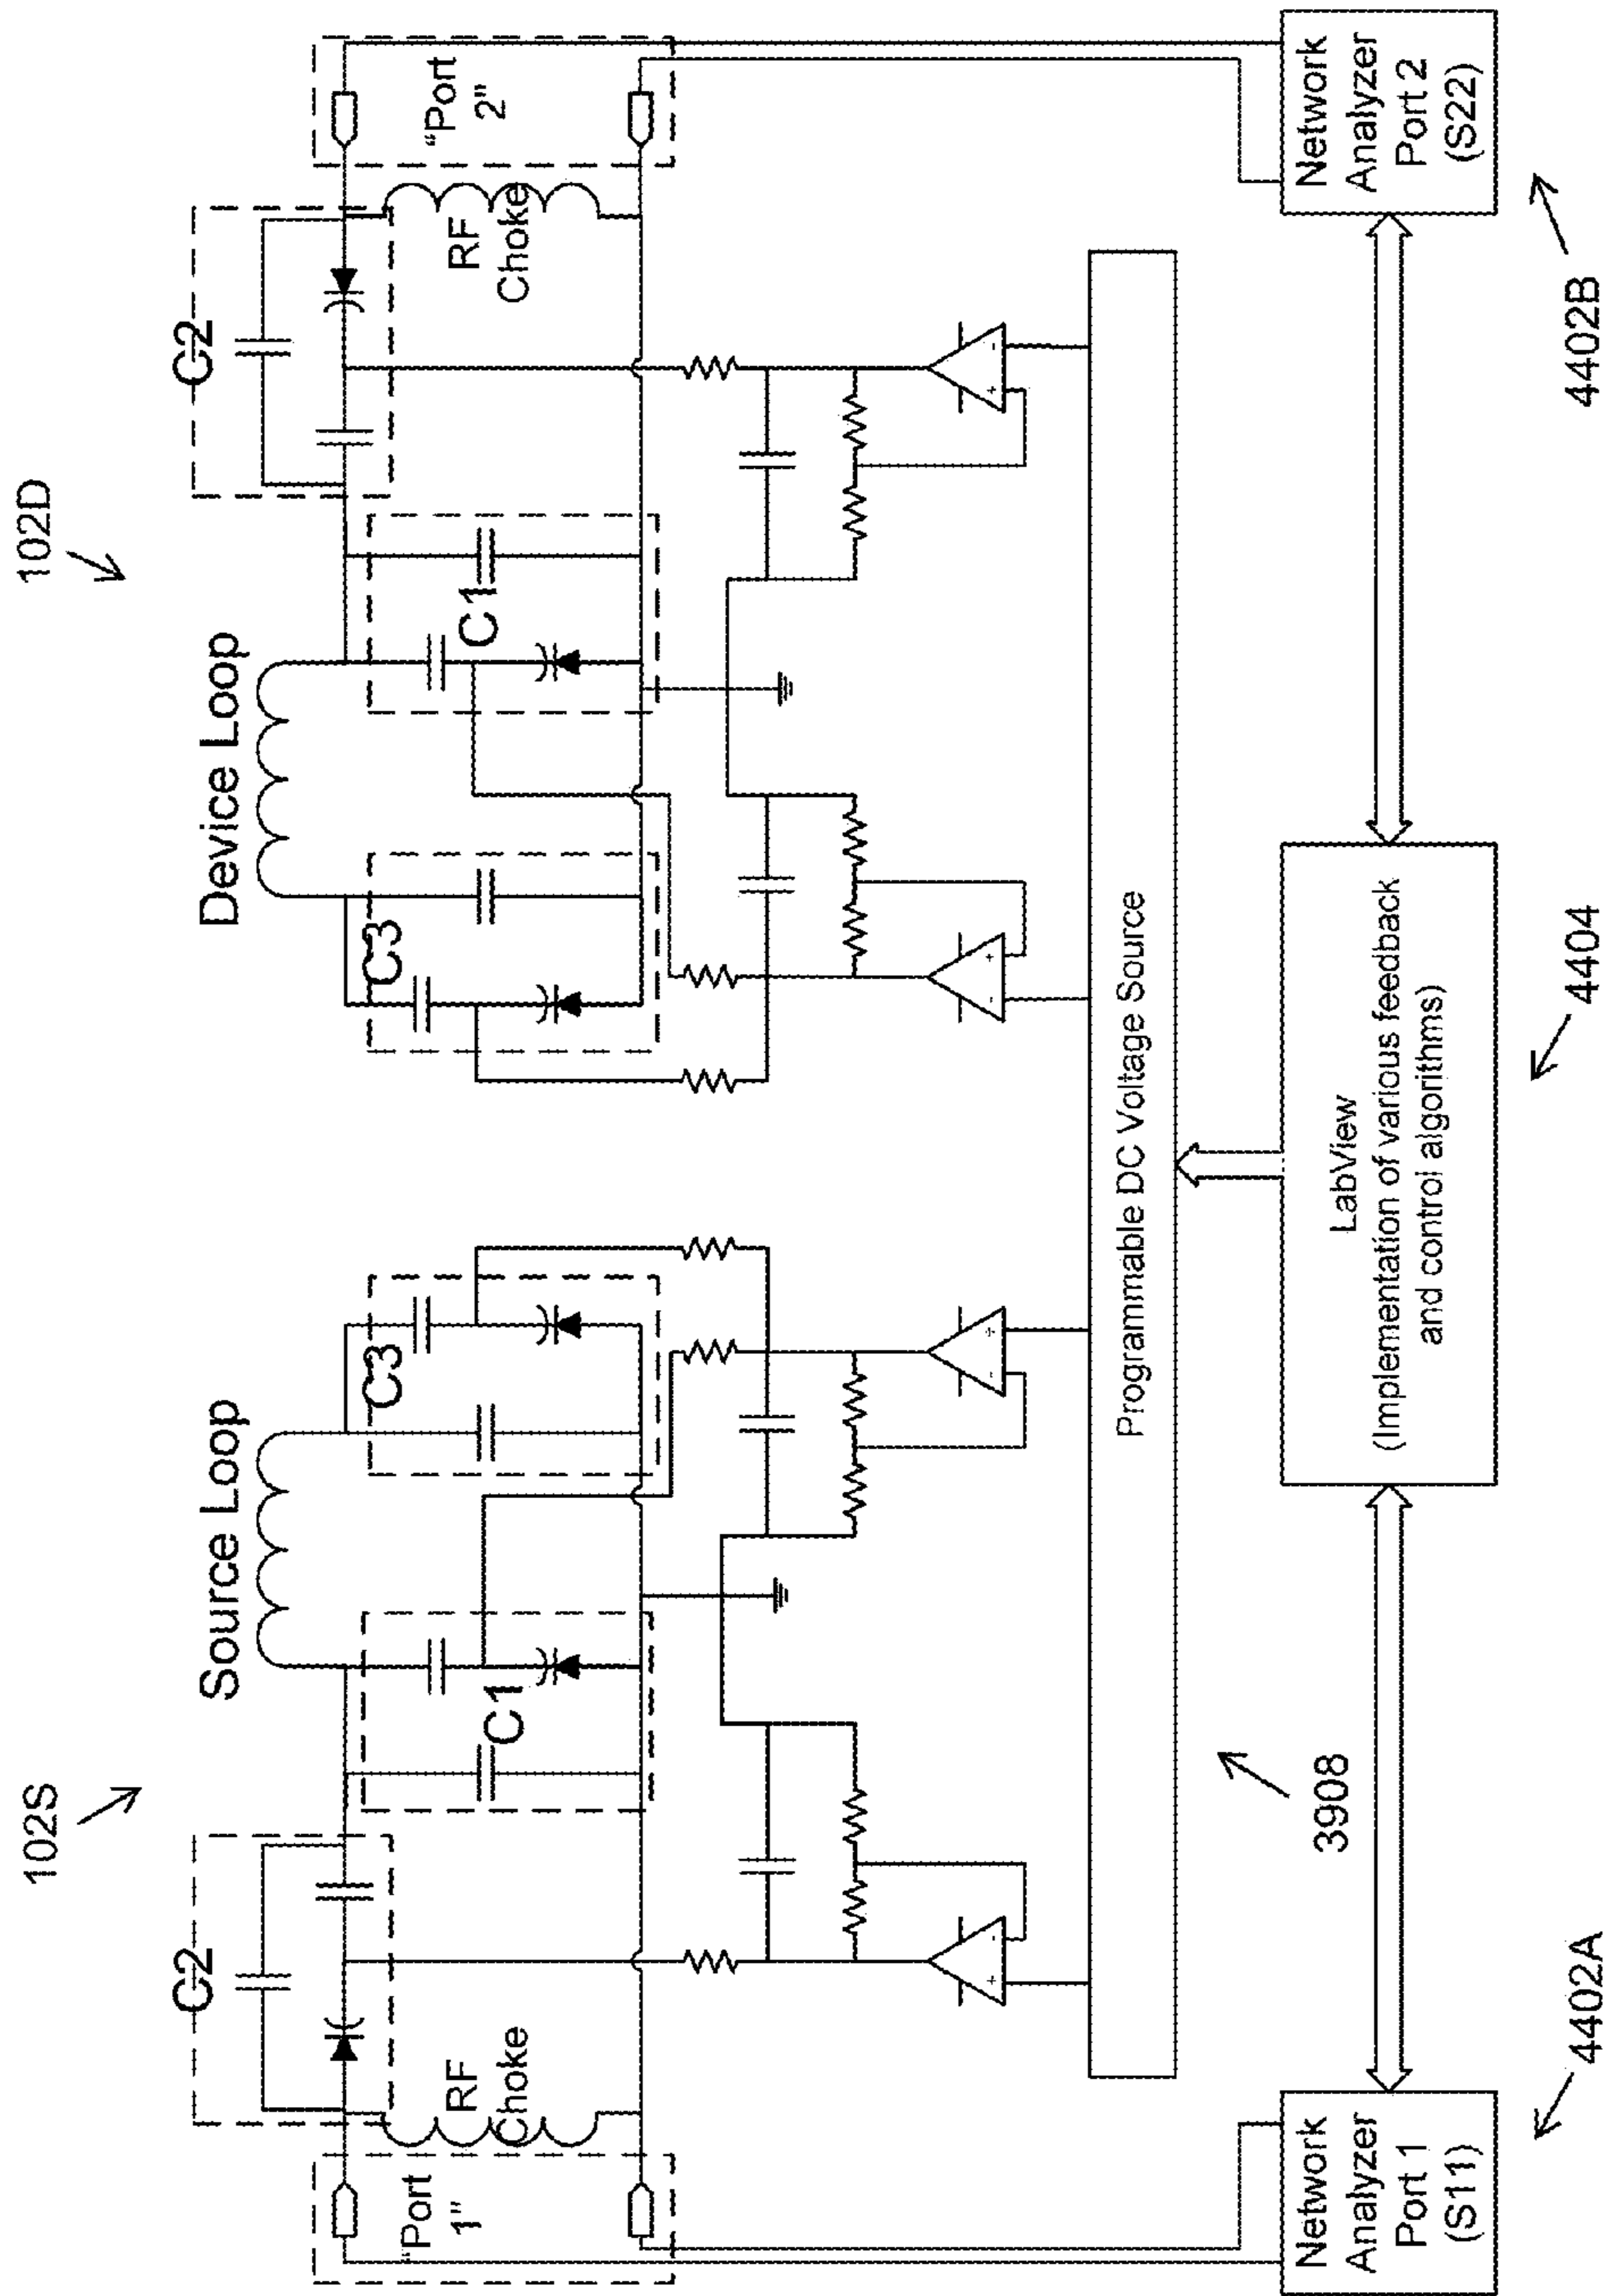 102S
102D
Source Loop
Device Loop
C2
C1
C3
C3
C1
C2
"Port
1"
RF
Choke
RF
Choke
"Port
2"
+
-
-
+
-
+
+
-
Programmable DC Voltage Source
3908
Network
Analyzer
Port 1
(S11)
LabView
(Implementation of various feedback
and control algorithms)
Network
Analyzer
Port 2
(S22)
4402A
4404
4402B